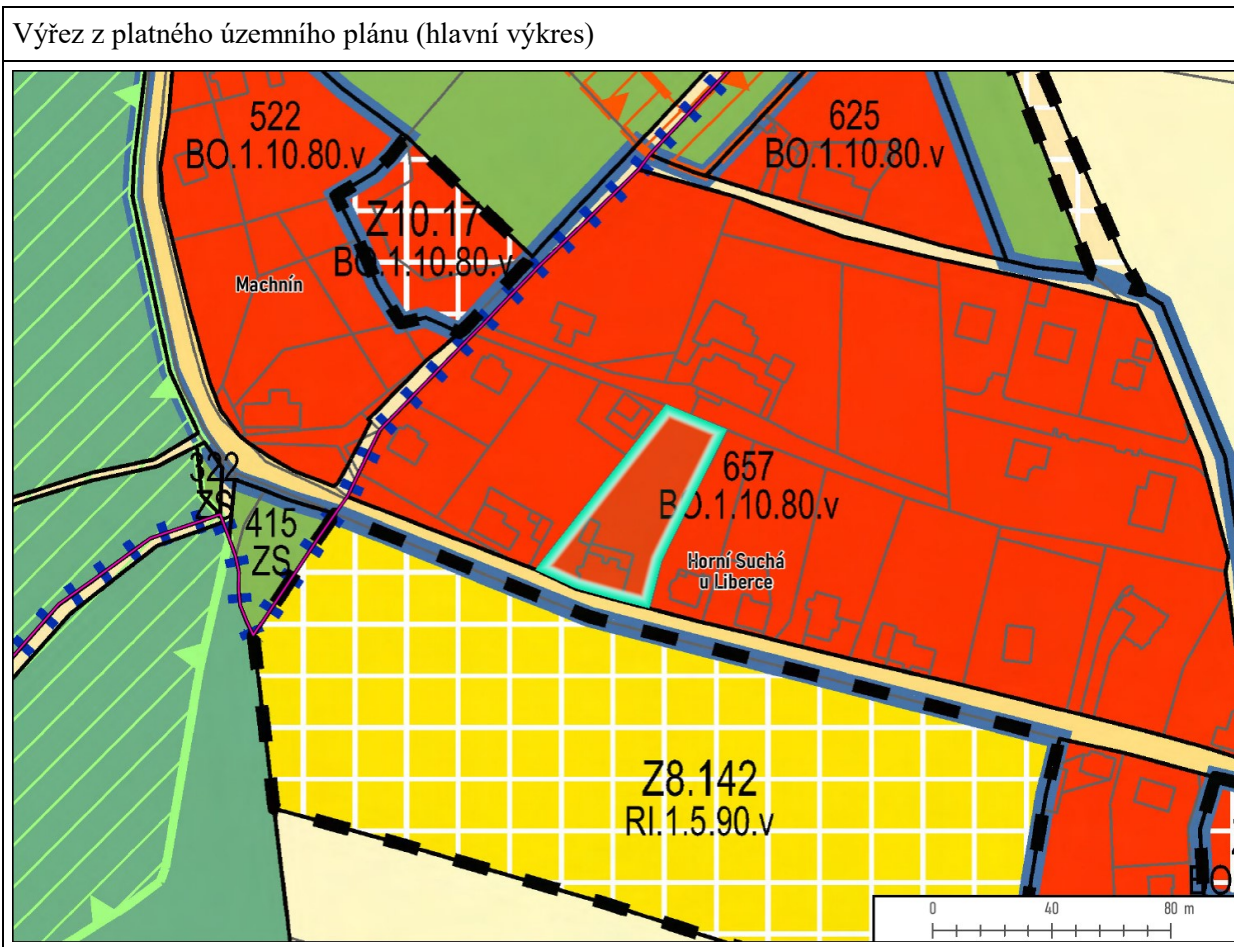 Výřez z platného územního plánu (hlavní výkres)
522
BO.1.10.80.v
625
BO.1.10.80.v
Z10.17
BO.1.10.80.v
Machnín
657
BO.1.10.80.v
Horní Suchá
u Liberce
322
ZS
415
ZS
Z8.142
RI.1.5.90.v
BO
0 40 80 m